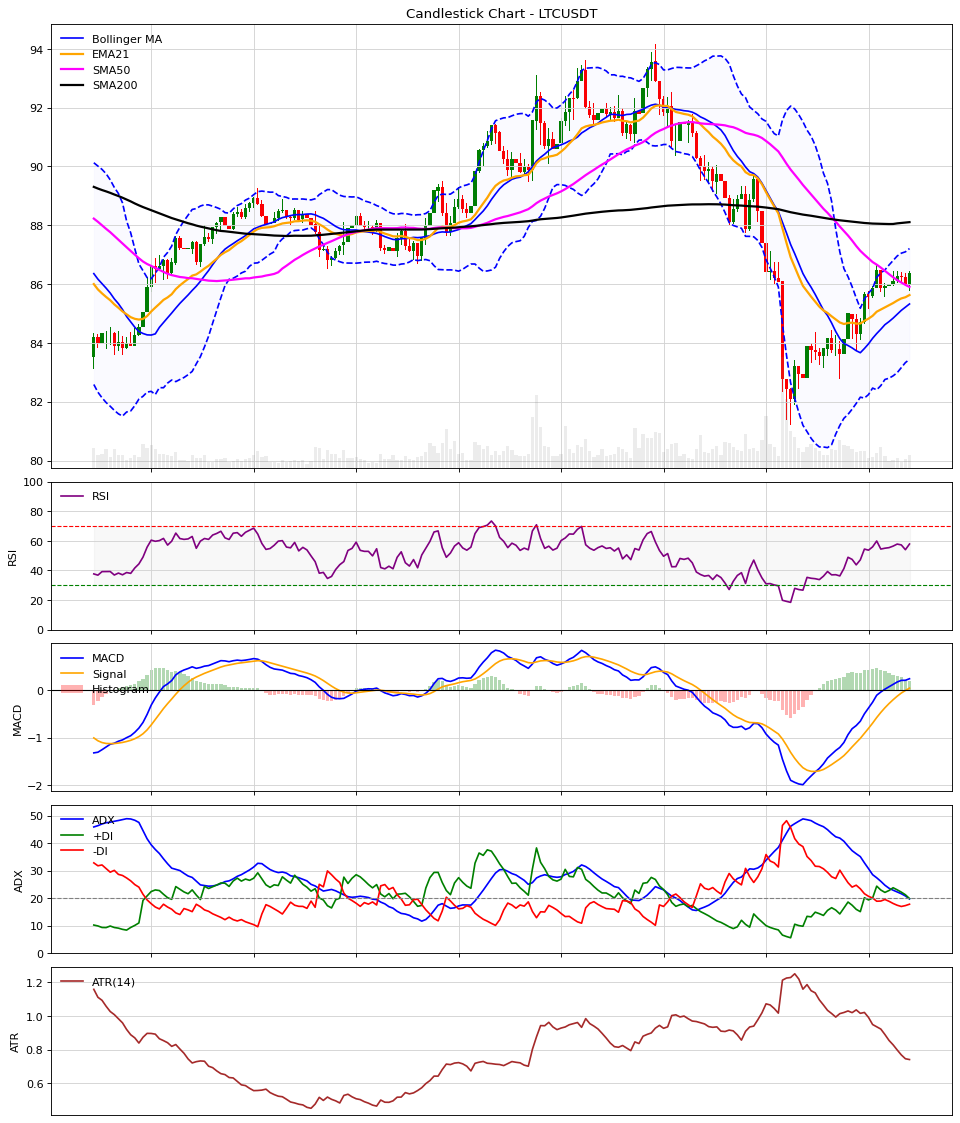 Candlestick Chart - LTCUSDT
Bollinger MA
EMA21
SMA50
SMA200
94
92
90
88
86
84
82
80
RSI
RSI
100
80
60
40
20
0
MACD
Signal
Histogram
MACD
0
−1
−2
ADX
+DI
-DI
ADX
50
40
30
20
10
0
ATR(14)
ATR
1.2
1.0
0.8
0.6